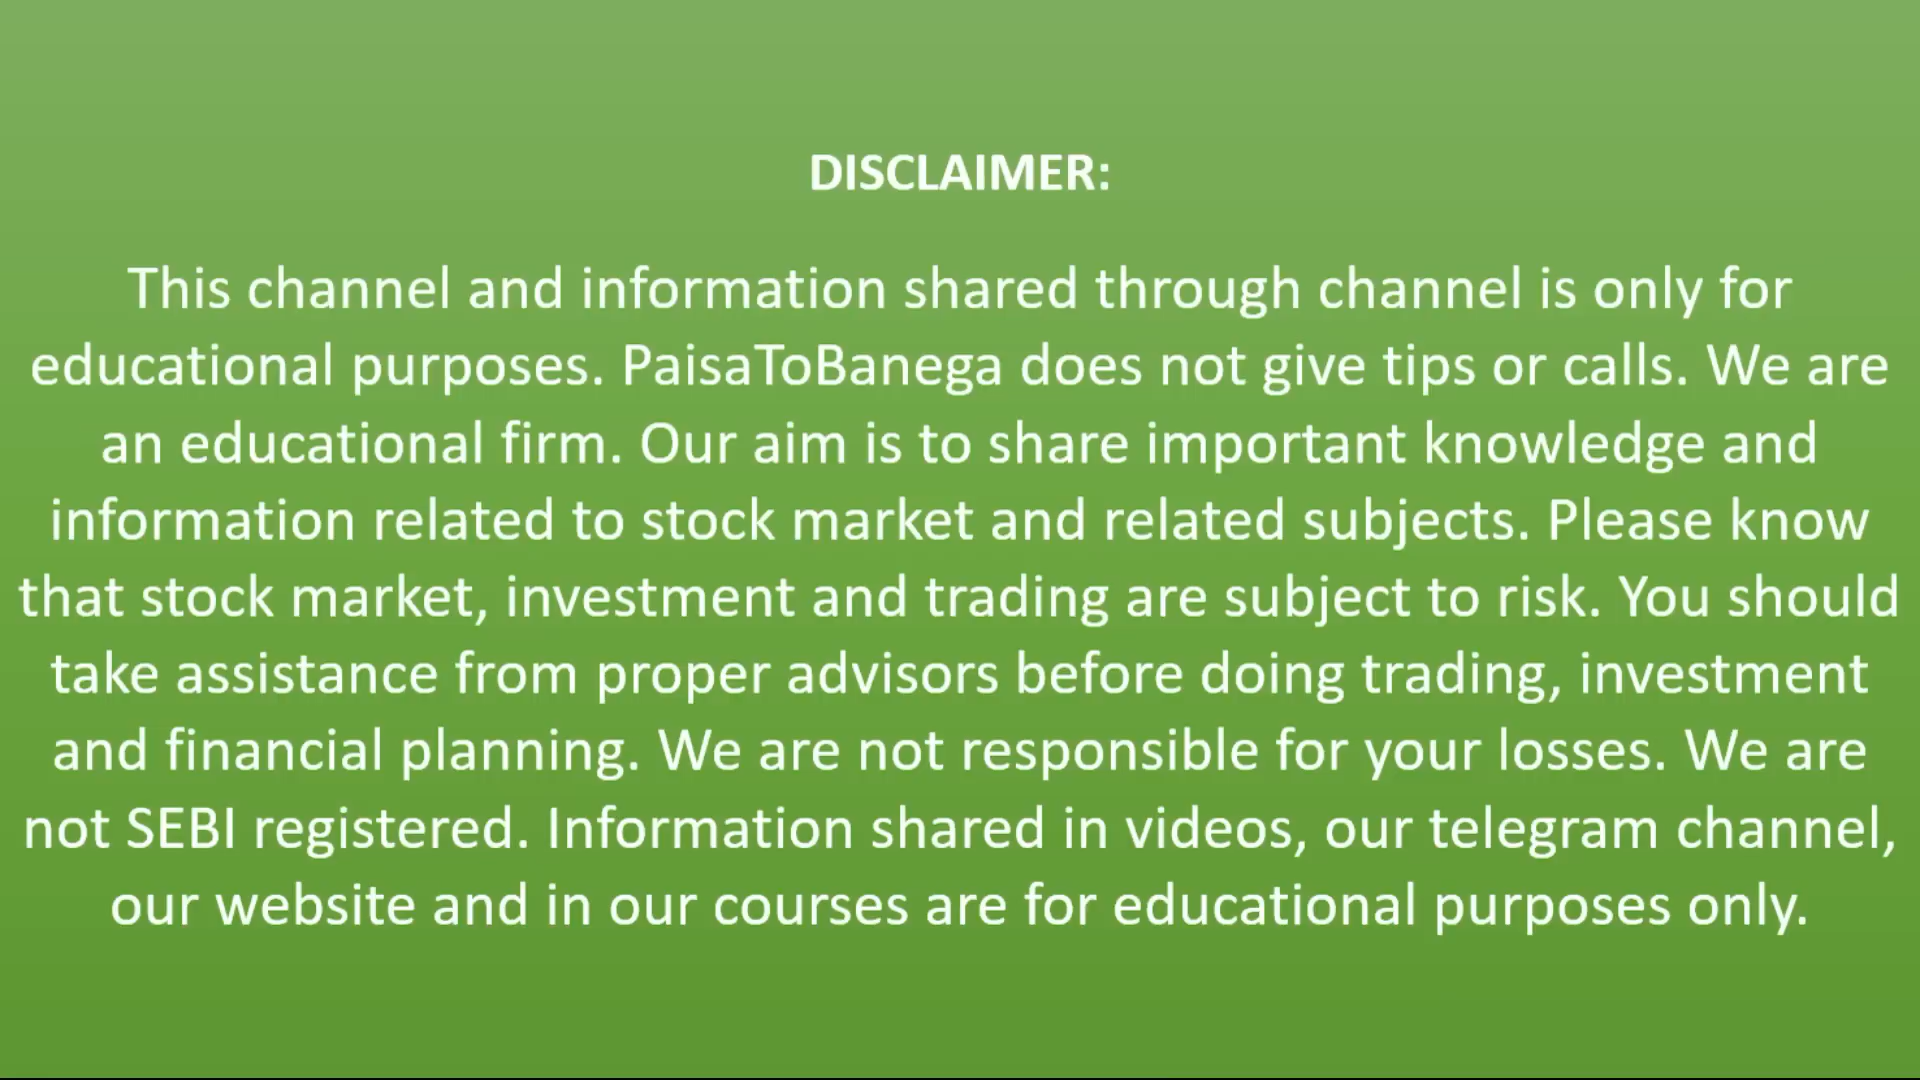 DISCLAIMER:
This channel and information shared through channel is only for
educational purposes. PaisaToBanega does not give tips or calls. We are
an educational firm. Our aim is to share important knowledge and
information related to stock market and related subjects. Please know
that stock market, investment and trading are subject to risk. You should
take assistance from proper advisors before doing trading, investment
and financial planning. We are not responsible for your losses. We are
not SEBI registered. Information shared in videos, our telegram channel,
our website and in our courses are for educational purposes only.